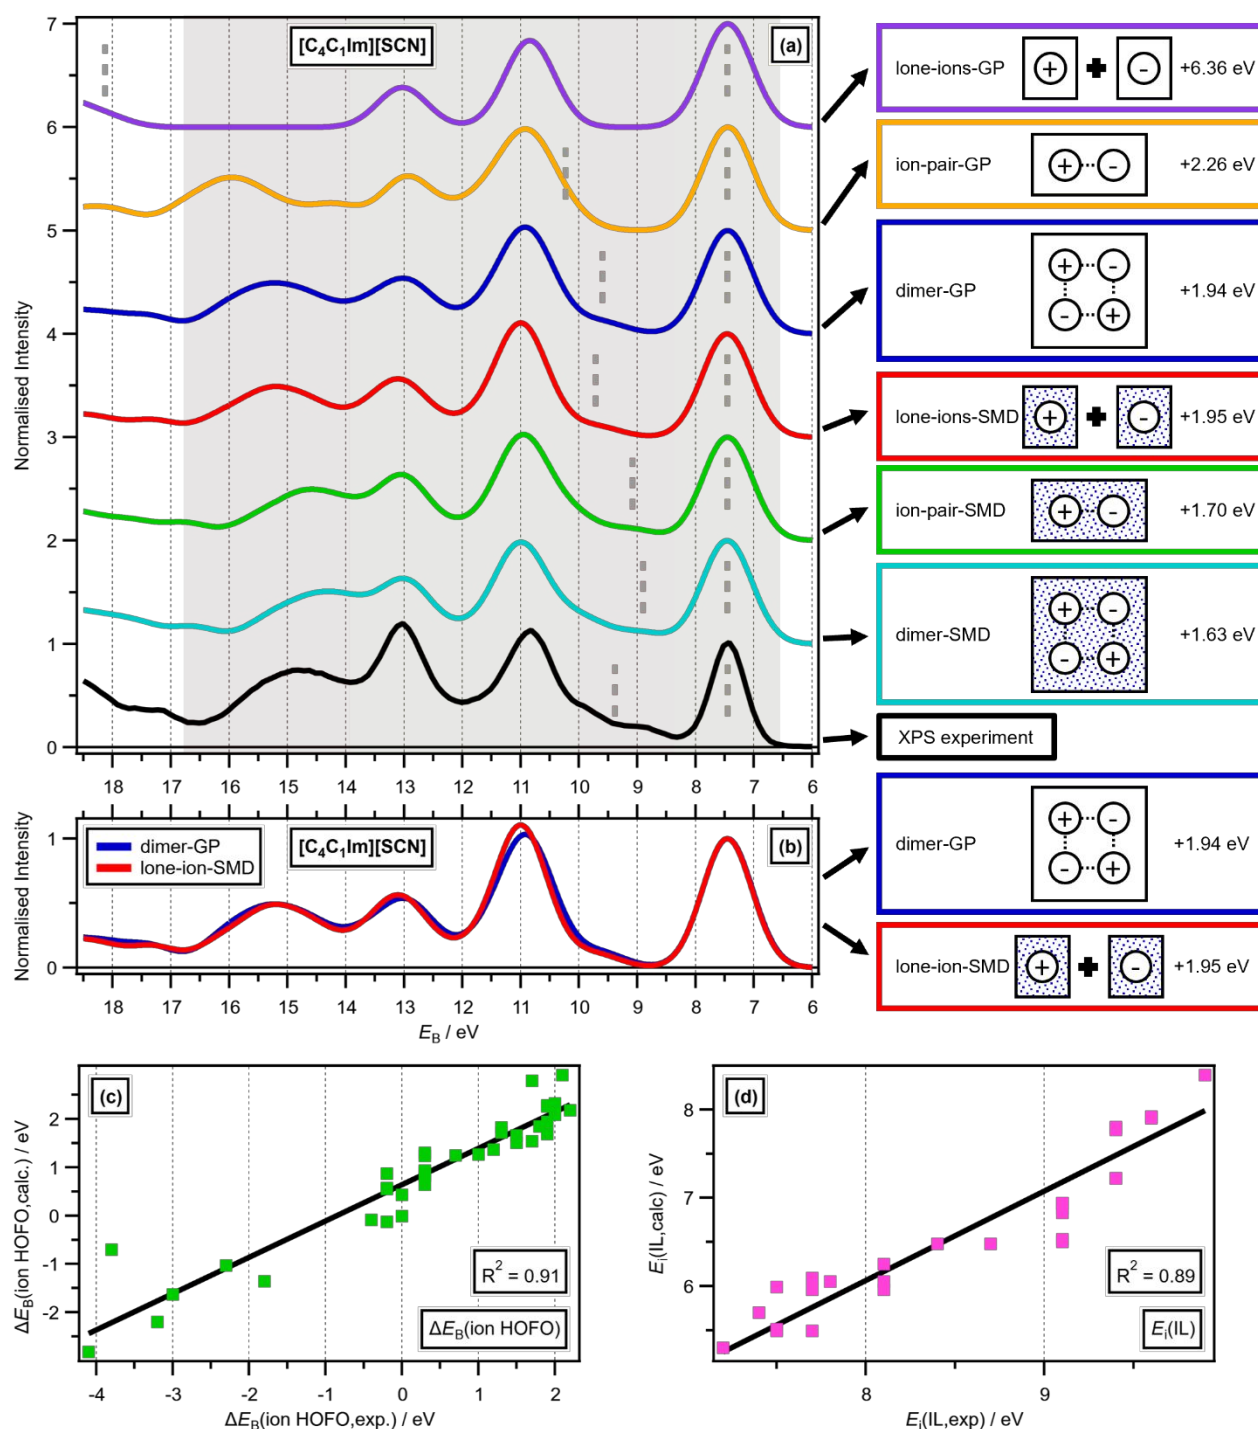 [C₄C₁Im][SCN]
(a)
7
6
5
4
3
2
1
0
Normalised Intensity
18 17 16 15 14 13 12 11 10 9 8 7 6
lone-ions-GP + - +6.36 eV
ion-pair-GP + - +2.26 eV
dimer-GP + - - + +1.94 eV
lone-ions-SMD + - +1.95 eV
ion-pair-SMD + - +1.70 eV
dimer-SMD + - - + +1.63 eV
XPS experiment
dimer-GP
lone-ion-SMD
[C₄C₁Im][SCN]
(b)
1
0
Normalised Intensity
18 17 16 15 14 13 12 11 10 9 8 7 6
E_B / eV
dimer-GP + - - + +1.94 eV
lone-ion-SMD + - +1.95 eV
(c)
2
1
0
-1
-2
ΔE_B(ion HOFO,calc.) / eV
R² = 0.91
ΔE_B(ion HOFO)
-4 -3 -2 -1 0 1 2
ΔE_B(ion HOFO,exp.) / eV
(d)
8
7
6
E_i(IL,calc) / eV
R² = 0.89
E_i(IL)
8 9
E_i(IL,exp) / eV